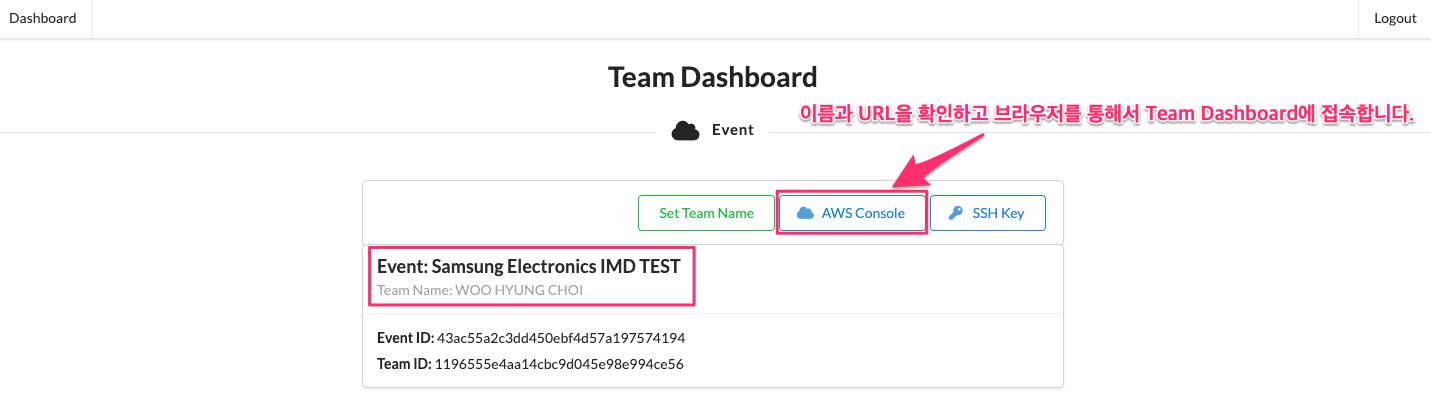 Dashboard
Logout
Team Dashboard
이름과 URL을 확인하고 브라우저를 통해서 Team Dashboard에 접속합니다.
Event
Set Team Name
AWS Console
SSH Key
Event: Samsung Electronics IMD TEST
Team Name: WOO HYUNG CHOI
Event ID: 43ac55a2c3dd450ebf4d57a197574194
Team ID: 1196555e4aa14cbc9d045e98e994ce56